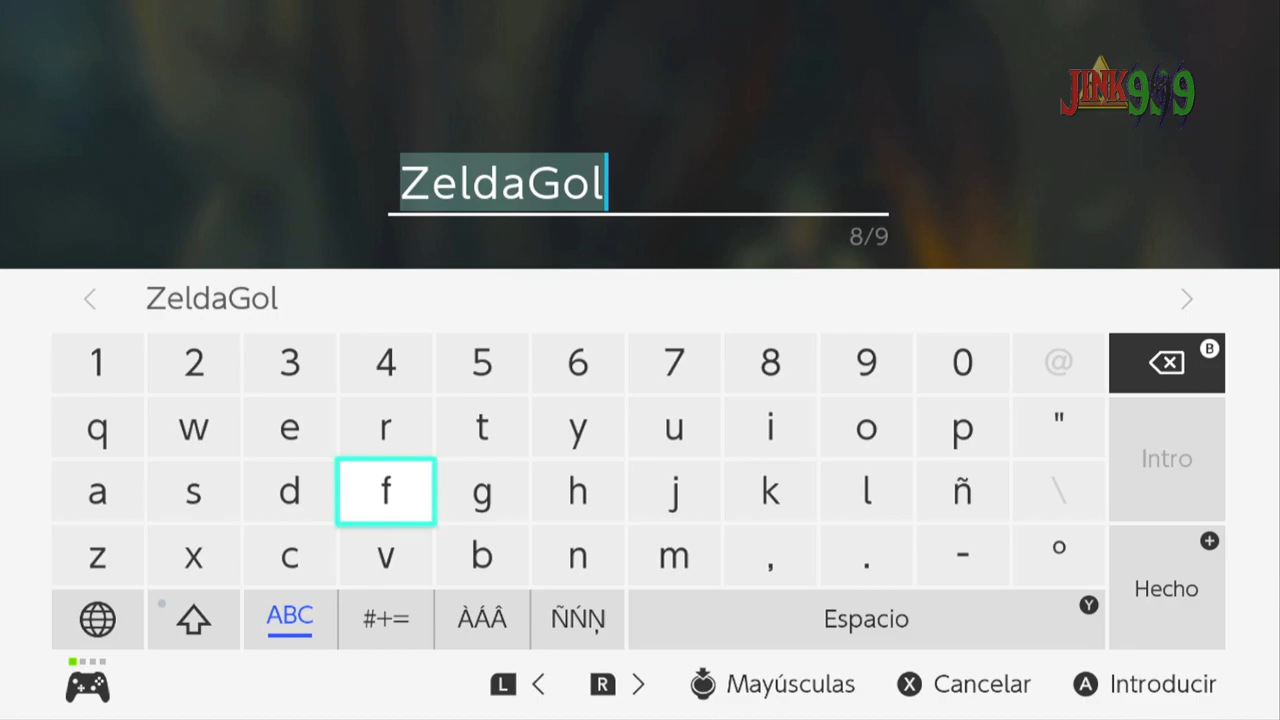 JINK999
ZeldaGol
8/9
ZeldaGol
1 2 3 4 5 6 7 8 9 0 @ B
q w e r t y u i o p " Intro
a s d f g h j k l ñ \
z x c v b n m , . - º + Hecho
ABC #+= ÀÁÂ ÑŃŅ Espacio Y
L R Mayúsculas X Cancelar A Introducir